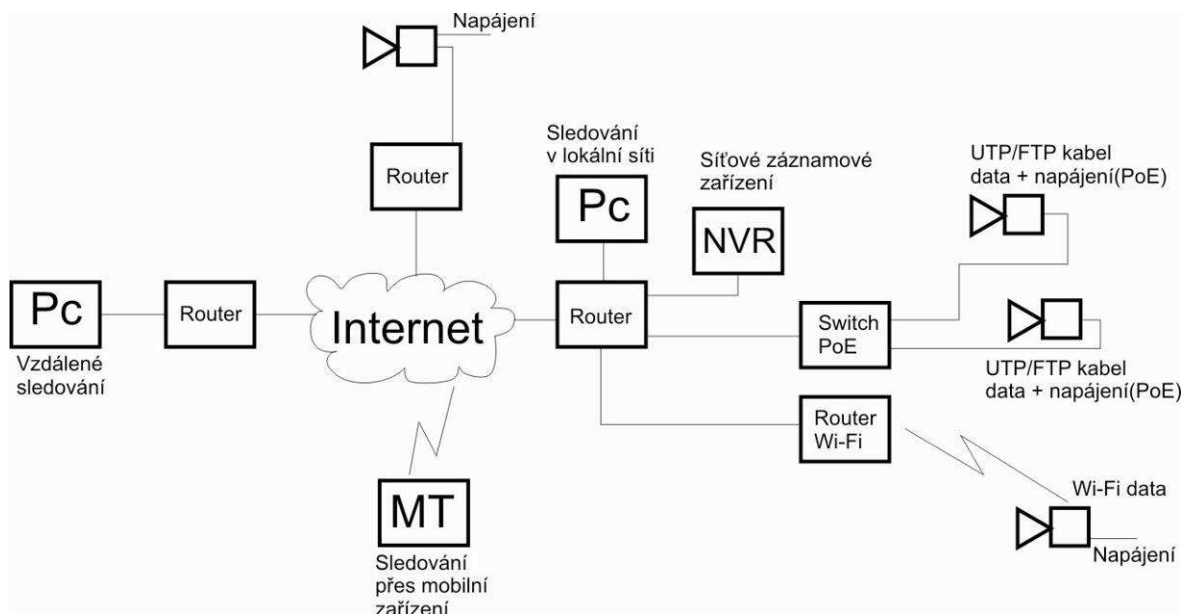 Napájení
Router
Sledování
v lokální síti
Pc
Síťové záznamové
zařízení
NVR
UTP/FTP kabel
data + napájení(PoE)
Pc
Vzdálené
sledování
Router
Internet
Router
Switch
PoE
UTP/FTP kabel
data + napájení(PoE)
Router
Wi-Fi
Wi-Fi data
Napájení
MT
Sledování
přes mobilní
zařízení